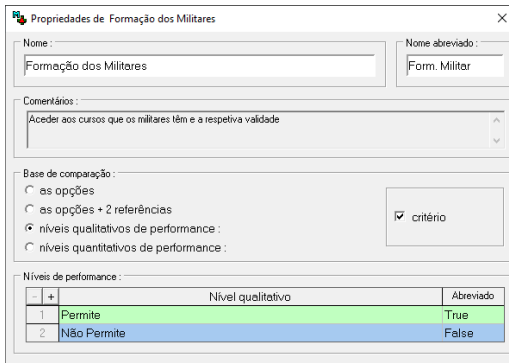 Propriedades de Formação dos Militares
Nome :
Nome abreviado :
Formação dos Militares
Form. Militar
Comentários :
Aceder aos cursos que os militares têm e a respetiva validade
Base de comparação :
as opções
as opções + 2 referências
níveis qualitativos de performance :
níveis quantitativos de performance :
critério
Níveis de performance :
- + Nível qualitativo Abreviado
1 Permite True
2 Não Permite False